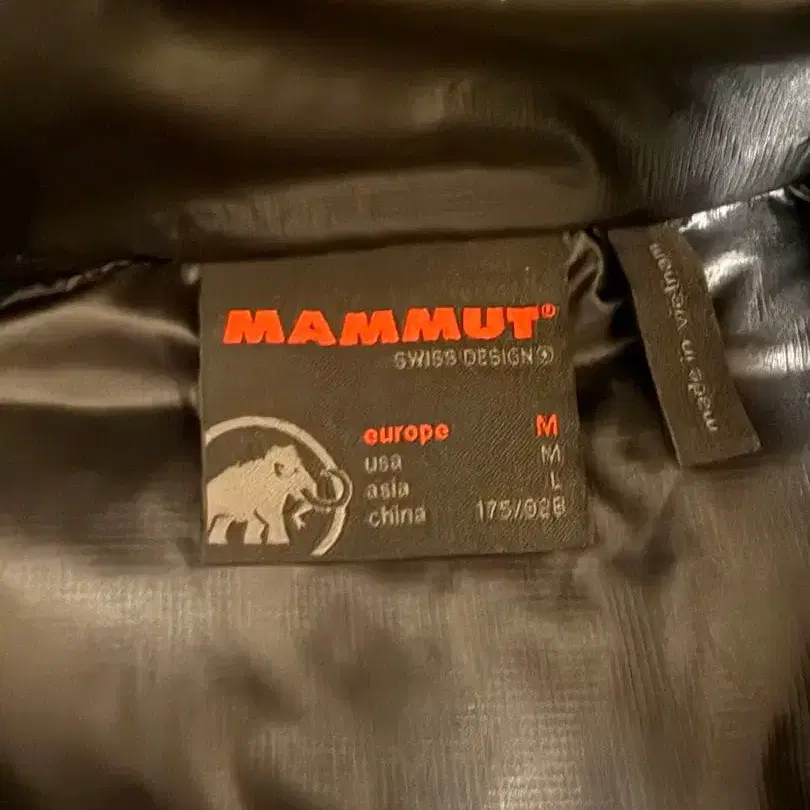 MAMMUT®
SWISS DESIGN
europe M
usa M
asia L
china 175/92B
made in vietnam